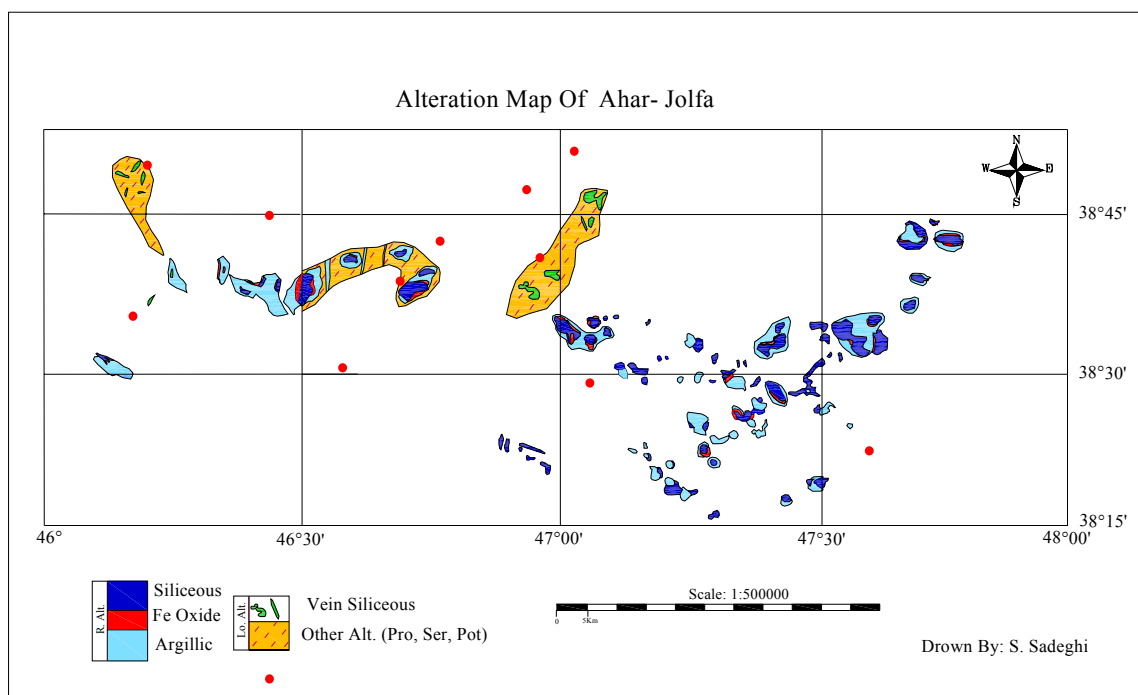 Alteration Map Of Ahar- Jolfa
N
W E
S
38°45'
38°30'
38°15'
46° 46°30' 47°00' 47°30' 48°00'
R. Alt.
Siliceous
Fe Oxide
Argillic
Lo. Alt.
Vein Siliceous
Other Alt. (Pro, Ser, Pot)
Scale: 1:500000
0 5Km
Drown By: S. Sadeghi